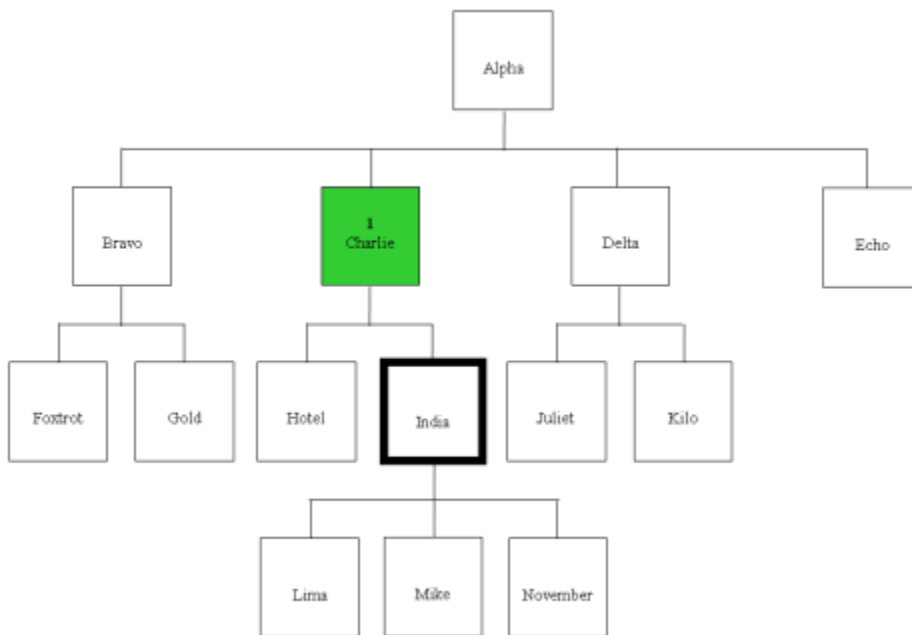 Alpha
Bravo
1
Charlie
Delta
Echo
Foxtrot
Gold
Hotel
India
Juliet
Kilo
Lima
Mike
November